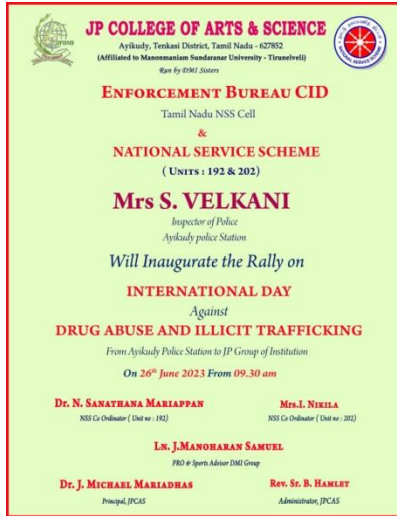 JP COLLEGE OF ARTS & SCIENCE
Ayikudy, Tenkasi District, Tamil Nadu - 627852
(Affiliated to Manonmaniam Sundaranar University - Tirunelveli)
Run by DMI Sisters
ENFORCEMENT BUREAU CID
Tamil Nadu NSS Cell
&
NATIONAL SERVICE SCHEME
( UNITS : 192 & 202)
Mrs S. VELKANI
Inspector of Police
Ayikudy police Station
Will Inaugurate the Rally on
INTERNATIONAL DAY
Against
DRUG ABUSE AND ILLICIT TRAFFICKING
From Ayikudy Police Station to JP Group of Institution
On 26th June 2023 From 09.30 am
Dr. N. SANATHANA MARIAPPAN
NSS Co Ordinator ( Unit no : 192)
Mrs.I. NIKILA
NSS Co Ordinator ( Unit no : 202)
LN. J.MANOHARAN SAMUEL
PRO & Sports Advisor DMI Group
Dr. J. MICHAEL MARIADHAS
Principal, JPCAS
Rev. Sr. B. HAMLET
Administrator, JPCAS